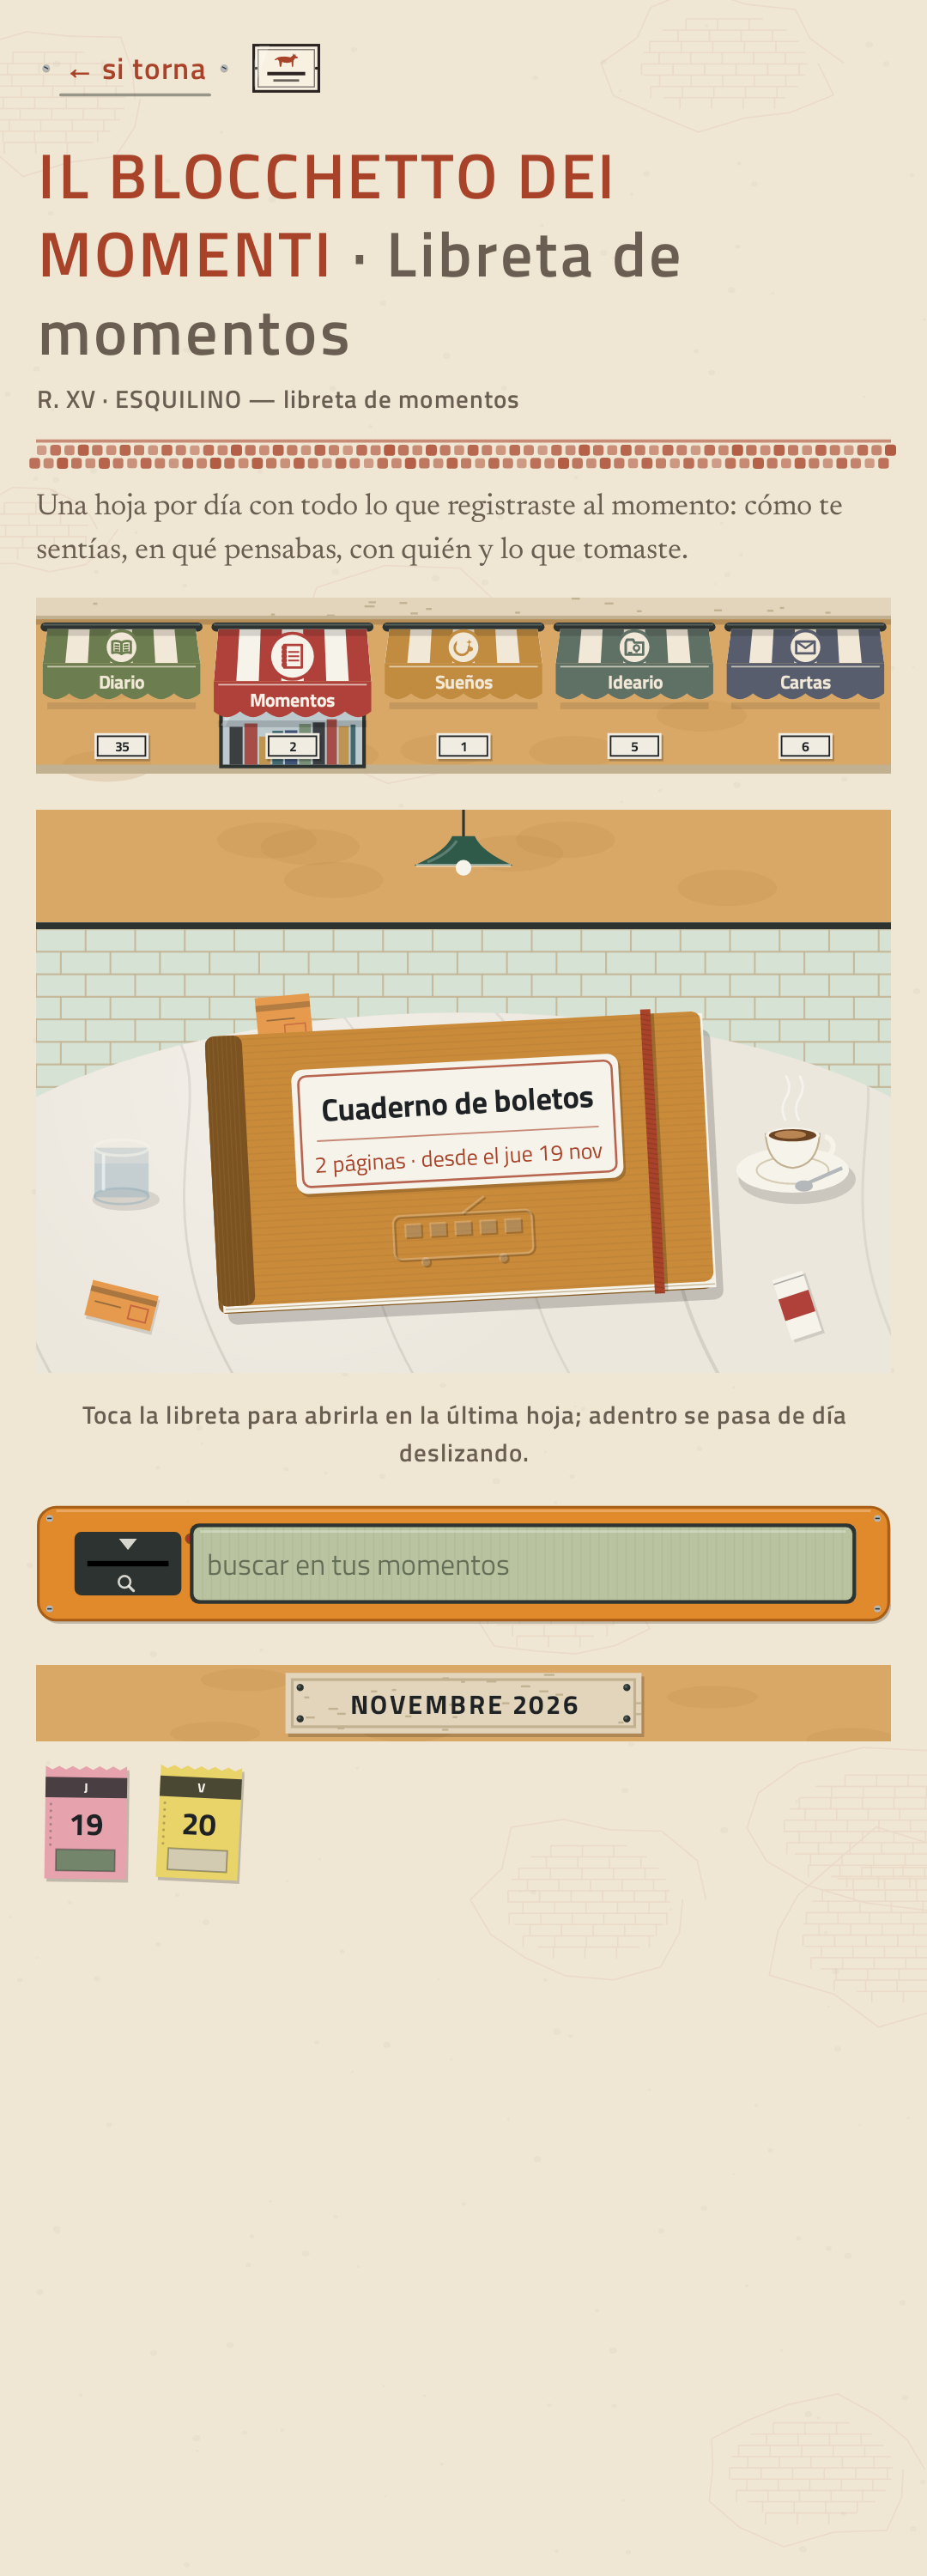 ← si torna
IL BLOCCHETTO DEI
MOMENTI · Libreta de
momentos
R. XV · ESQUILINO — libreta de momentos
Una hoja por día con todo lo que registraste al momento: cómo te
sentías, en qué pensabas, con quién y lo que tomaste.
Diario
Momentos
Sueños
Ideario
Cartas
35
2
1
5
6
Cuaderno de boletos
2 páginas · desde el jue 19 nov
Toca la libreta para abrirla en la última hoja; adentro se pasa de día
deslizando.
buscar en tus momentos
NOVEMBRE 2026
J
V
19
20